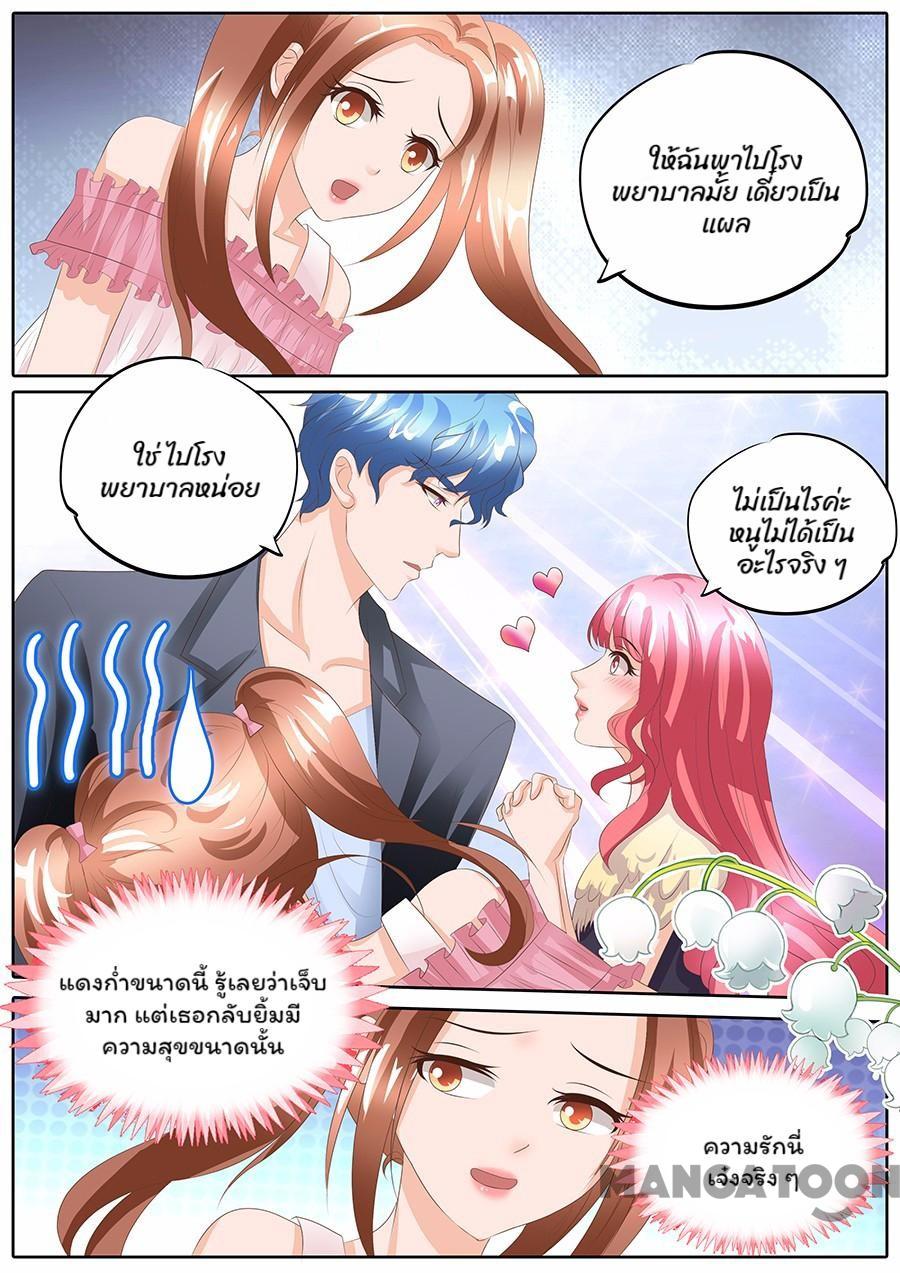 ให้ฉันพาไปโรง
พยาบาลมั้ย เดี๋ยวเป็น
แผล
ใช่ ไปโรง
พยาบาลหน่อย
ไม่เป็นไรค่ะ
หนูไม่ได้เป็น
อะไรจริง ๆ
แดงก่ำขนาดนี้ รู้เลยว่าเจ็บ
มาก แต่เธอกลับยิ้มมี
ความสุขขนาดนั้น
ความรักนี่
เจ๋งจริง ๆ
MANGATOON